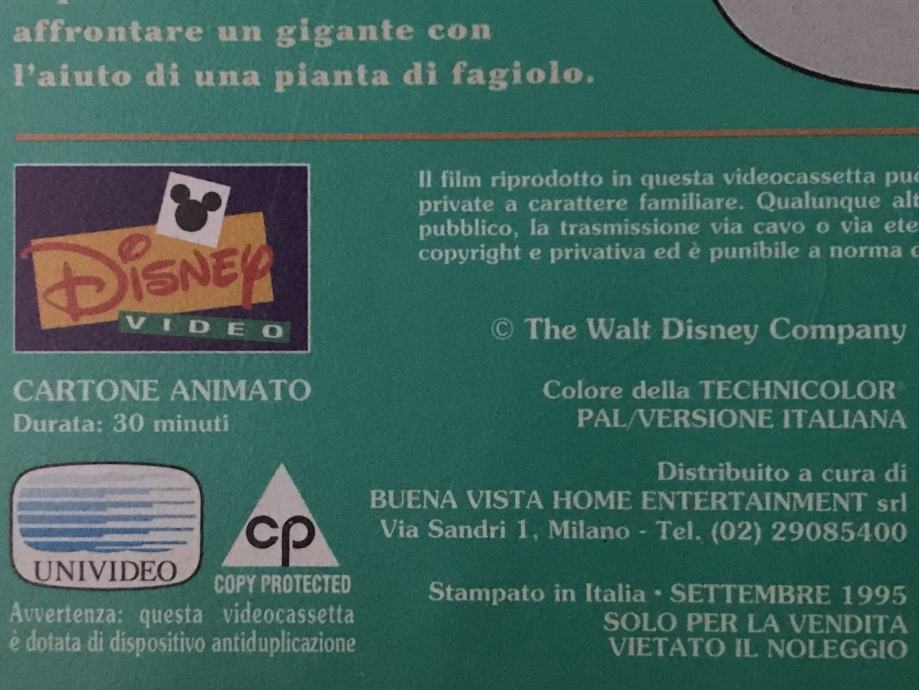 affrontare un gigante con
l'aiuto di una pianta di fagiolo.
DISNEY
VIDEO
Il film riprodotto in questa videocassetta
private a carattere familiare. Qualunque
pubblico, la trasmissione via cavo o via
copyright e privativa ed è punibile a norma
© The Walt Disney Company
CARTONE ANIMATO
Durata: 30 minuti
Colore della TECHNICOLOR
PAL/VERSIONE ITALIANA
Distribuito a cura di
BUENA VISTA HOME ENTERTAINMENT srl
Via Sandri 1, Milano - Tel. (02) 29085400
UNIVIDEO
cp
COPY PROTECTED
Avvertenza: questa videocassetta
è dotata di dispositivo antiduplicazione
Stampato in Italia • SETTEMBRE 1995
SOLO PER LA VENDITA
VIETATO IL NOLEGGIO